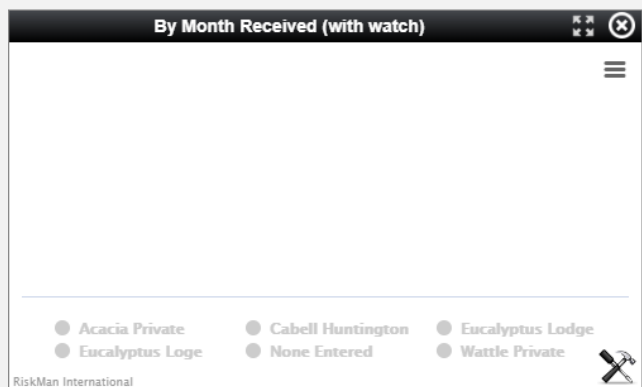 By Month Received (with watch)
Acacia Private Cabell Huntington Eucalyptus Lodge
Eucalyptus Loge None Entered Wattle Private
RiskMan International